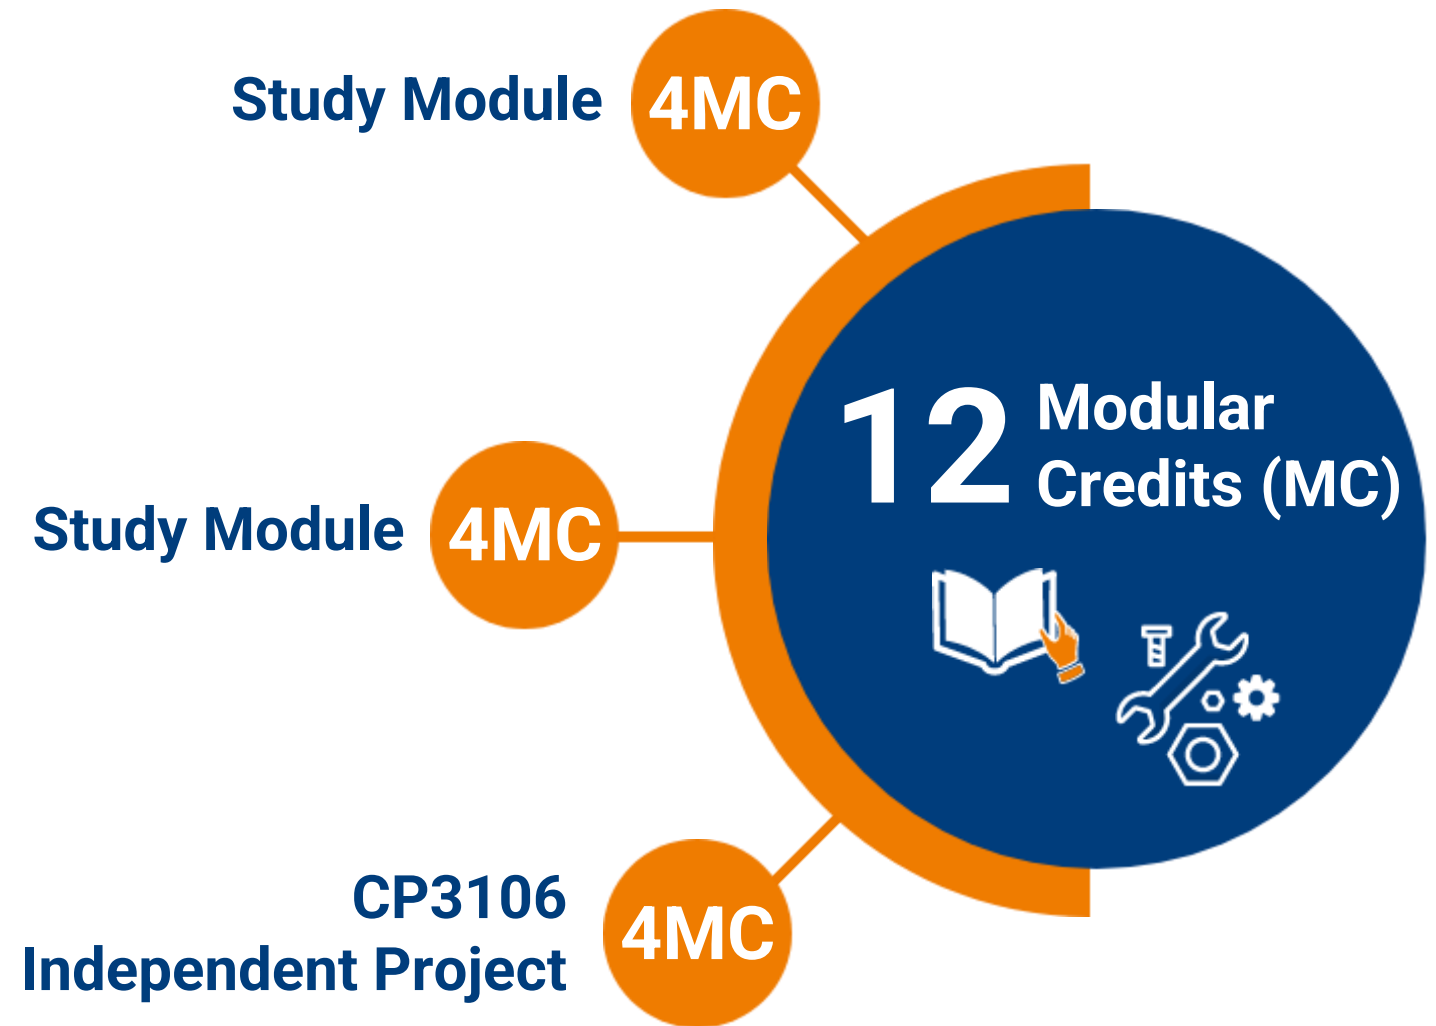 Study Module
4MC
12
Modular
Credits (MC)
Study Module
4MC
CP3106
Independent Project
4MC